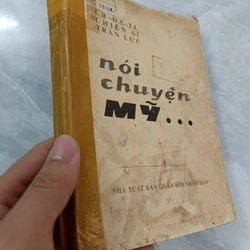 CHIẾN SĨ
TRẦN LỰC
nói
chuyện
MỸ...
NHÀ XUẤT BẢN QUÂN ĐỘI NHÂN DÂN